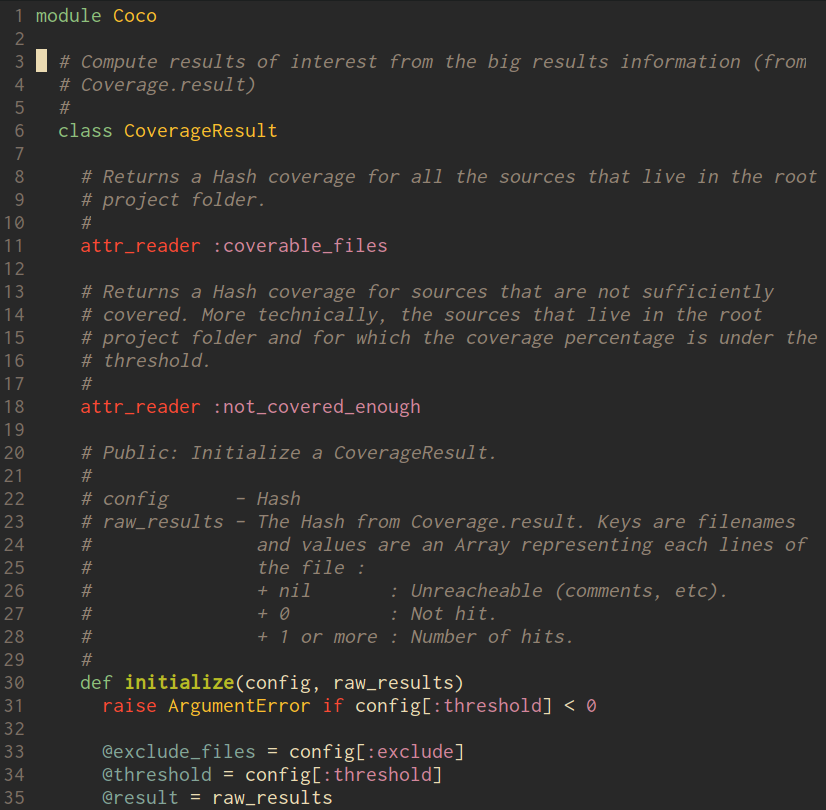 1 module Coco
2
3   # Compute results of interest from the big results information (from
4   # Coverage.result)
5   #
6   class CoverageResult
7
8     # Returns a Hash coverage for all the sources that live in the root
9     # project folder.
10     #
11     attr_reader :coverable_files
12
13     # Returns a Hash coverage for sources that are not sufficiently
14     # covered. More technically, the sources that live in the root
15     # project folder and for which the coverage percentage is under the
16     # threshold.
17     #
18     attr_reader :not_covered_enough
19
20     # Public: Initialize a CoverageResult.
21     #
22     # config      - Hash
23     # raw_results - The Hash from Coverage.result. Keys are filenames
24     #               and values are an Array representing each lines of
25     #               the file :
26     #               + nil       : Unreacheable (comments, etc).
27     #               + 0         : Not hit.
28     #               + 1 or more : Number of hits.
29     #
30     def initialize(config, raw_results)
31       raise ArgumentError if config[:threshold] < 0
32
33       @exclude_files = config[:exclude]
34       @threshold = config[:threshold]
35       @result = raw_results